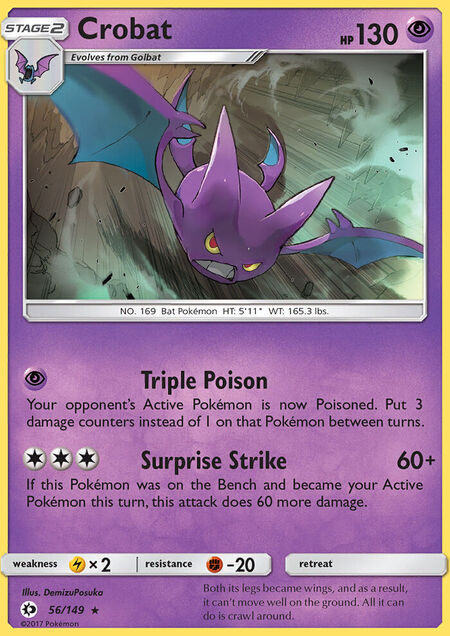 STAGE2 Crobat HP 130
Evolves from Golbat
NO. 169 Bat Pokémon HT: 5'11" WT: 165.3 lbs.
Triple Poison
Your opponent's Active Pokémon is now Poisoned. Put 3
damage counters instead of 1 on that Pokémon between turns.
Surprise Strike 60+
If this Pokémon was on the Bench and became your Active
Pokémon this turn, this attack does 60 more damage.
weakness ×2 resistance -20 retreat
Illus. DemizuPosuka
56/149 ★
©2017 Pokémon
Both its legs became wings, and as a result,
it can't move well on the ground. All it can
do is crawl around.